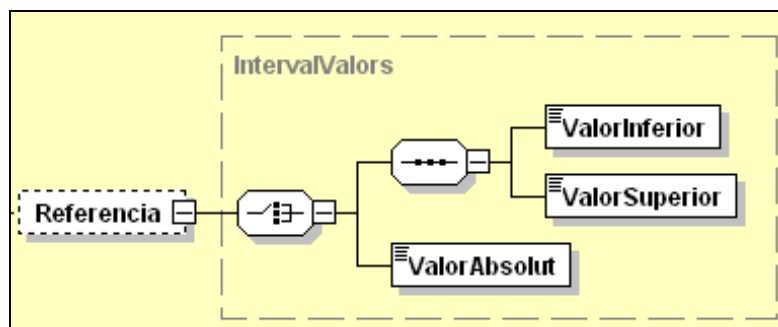 IntervalValors
ValorInferior
ValorSuperior
Referencia
ValorAbsolut